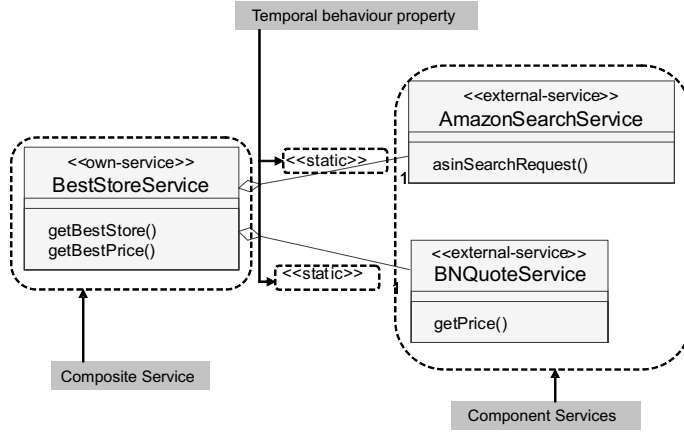 Temporal behaviour property
<<external-service>>
AmazonSearchService
asinSearchRequest()
<<static>>
1
<<own-service>>
BestStoreService
getBestStore()
getBestPrice()
<<external-service>>
BNQuoteService
getPrice()
<<static>>
1
Composite Service
Component Services